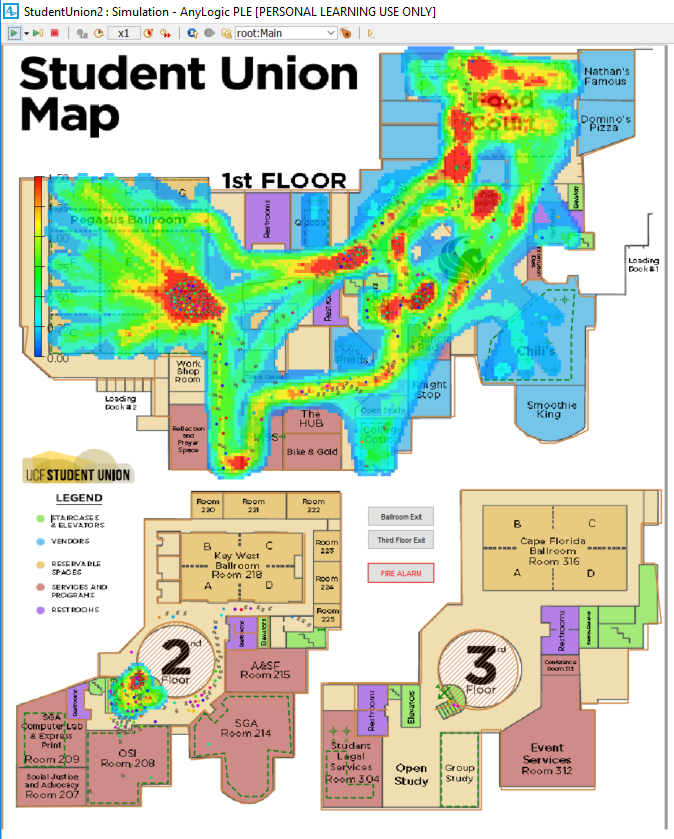 StudentUnion2 : Simulation - AnyLogic PLE [PERSONAL LEARNING USE ONLY]
x1
root:Main
Student Union
Map
1st FLOOR
Nathan's
Famous
Food
Court
Domino's
Pizza
Restrooms
Pegasus Ballroom
1.50
0.00
Loading
Dock #1
Work
Shop
Room
Loading
Dock #2
Mrs.
Fields
Chili's
Knight
Stop
Smoothie
King
Open Study
Reflection
and
Prayer
Space
The
HUB
Bike & Gold
UCF STUDENT UNION
LEGEND
STAIRCASES
& ELEVATORS
VENDORS
RESERVABLE
SPACES
SERVICES AND
PROGRAMS
RESTROOMS
Room
220
Room
221
Room
222
Room
223
Room
224
Room
225
B
C
Key West
Ballroom
Room 218
A
D
Restrooms
Elevators
2nd
Floor
A&SF
Room 215
SGA
Room 214
Restrooms
SGA
Computer Lab
& Express
Print
Room 209
Social Justice
and Advocacy
Room 207
OSI
Room 208
Ballroom Exit
Third Floor Exit
FIRE ALARM
B
C
Cape Florida
Ballroom
Room 316
A
D
Restrooms
Conference
Room 313
3rd
Floor
Restrooms
Elevators
Student
Legal
Services
Room 304
Open
Study
Group
Study
Event
Services
Room 312